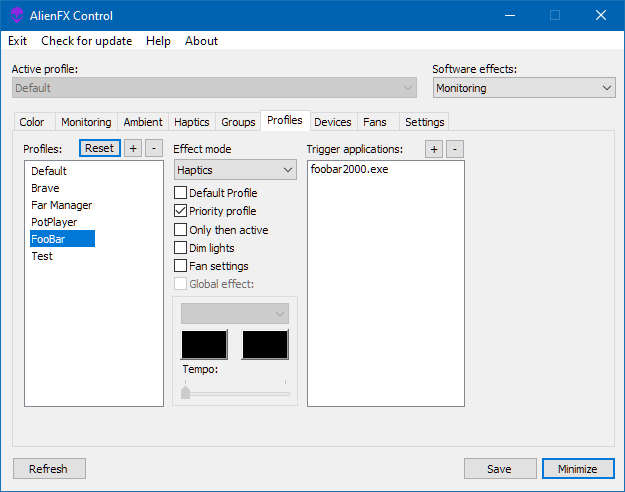 AlienFX Control
Exit Check for update Help About
Active profile: Software effects:
Default Monitoring
Color Monitoring Ambient Haptics Groups Profiles Devices Fans Settings
Profiles: Reset + - Effect mode Trigger applications: + -
Default Haptics foobar2000.exe
Brave Default Profile
Far Manager Priority profile
PotPlayer Only then active
FooBar Dim lights
Test Fan settings
Global effect:
Tempo:
Refresh Save Minimize